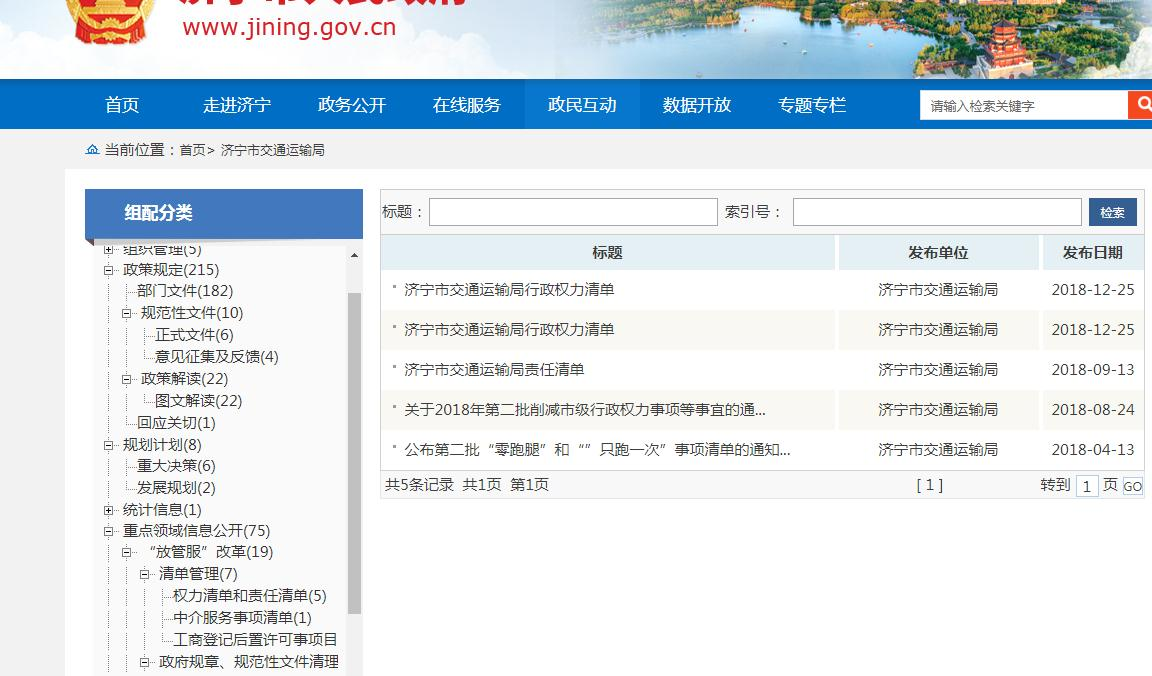 www.jining.gov.cn
首页 走进济宁 政务公开 在线服务 政民互动 数据开放 专题专栏 请输入检索关键字
当前位置：首页> 济宁市交通运输局
组配分类
标题： 索引号： 检索
标题 发布单位 发布日期
济宁市交通运输局行政权力清单 济宁市交通运输局 2018-12-25
济宁市交通运输局行政权力清单 济宁市交通运输局 2018-12-25
济宁市交通运输局责任清单 济宁市交通运输局 2018-09-13
关于2018年第二批削减市级行政权力事项等事宜的通... 济宁市交通运输局 2018-08-24
公布第二批“零跑腿”和“”只跑一次”事项清单的通知... 济宁市交通运输局 2018-04-13
共5条记录 共1页 第1页 [ 1 ] 转到 1 页 GO
组织管理(5)
政策规定(215)
部门文件(182)
规范性文件(10)
正式文件(6)
意见征集及反馈(4)
政策解读(22)
图文解读(22)
回应关切(1)
规划计划(8)
重大决策(6)
发展规划(2)
统计信息(1)
重点领域信息公开(75)
“放管服”改革(19)
清单管理(7)
权力清单和责任清单(5)
中介服务事项清单(1)
工商登记后置许可事项目
政府规章、规范性文件清理